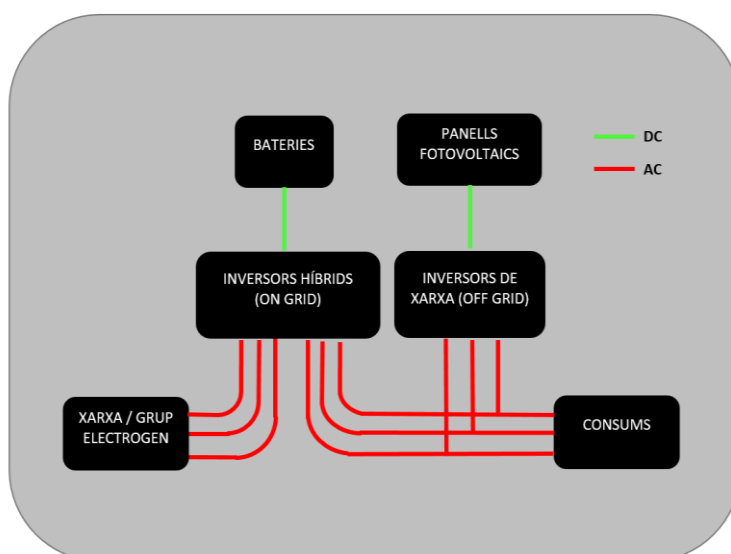 BATERIES
PANELLS
FOTOVOLTAICS
DC
AC
INVERSORS HÍBRIDS
(ON GRID)
INVERSORS DE
XARXA (OFF GRID)
XARXA / GRUP
ELECTROGEN
CONSUMS